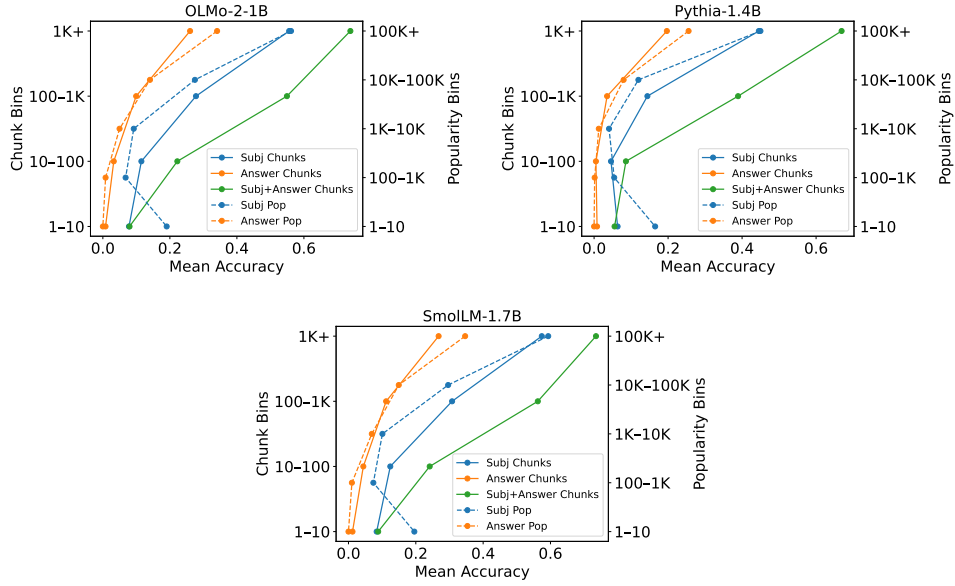 OLMo-2-1B
Chunk Bins
1K+
100–1K
10–100
1–10
100K+
10K–100K
1K–10K
100–1K
1–10
Popularity Bins
Subj Chunks
Answer Chunks
Subj+Answer Chunks
Subj Pop
Answer Pop
0.0 0.2 0.4 0.6
Mean Accuracy
Pythia-1.4B
Chunk Bins
1K+
100–1K
10–100
1–10
100K+
10K–100K
1K–10K
100–1K
1–10
Popularity Bins
Subj Chunks
Answer Chunks
Subj+Answer Chunks
Subj Pop
Answer Pop
0.0 0.2 0.4 0.6
Mean Accuracy
SmolLM-1.7B
Chunk Bins
1K+
100–1K
10–100
1–10
100K+
10K–100K
1K–10K
100–1K
1–10
Popularity Bins
Subj Chunks
Answer Chunks
Subj+Answer Chunks
Subj Pop
Answer Pop
0.0 0.2 0.4 0.6
Mean Accuracy